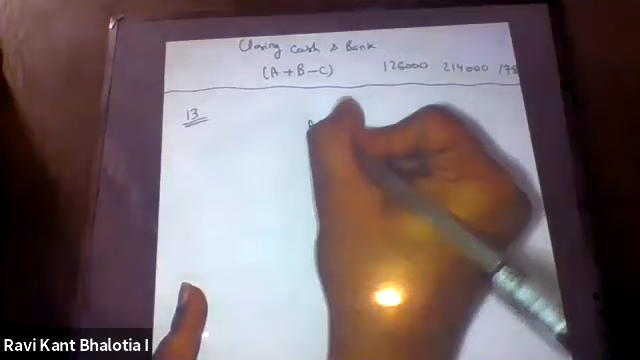 Closing Cash & Bank
(A+B-C) 126000 214000
13
Ravi Kant Bhalotia I